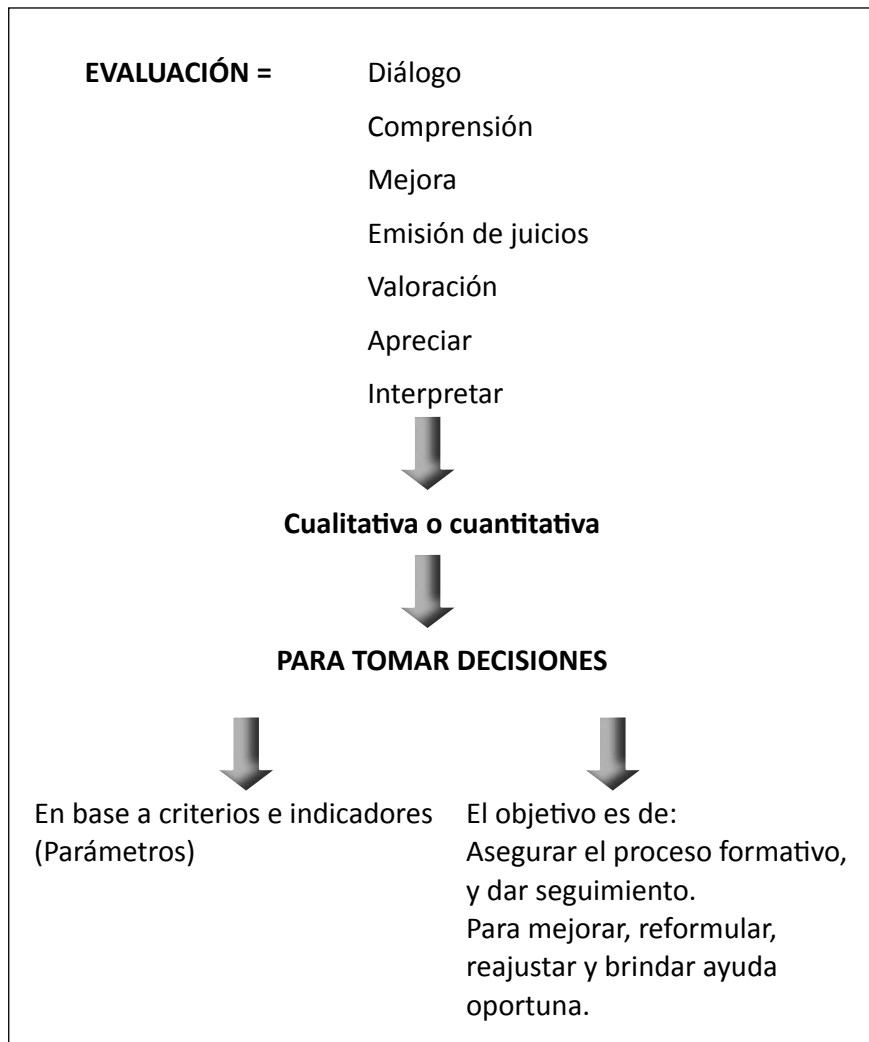 EVALUACIÓN = Diálogo
Comprensión
Mejora
Emisión de juicios
Valoración
Apreciar
Interpretar
Cualitativa o cuantitativa
PARA TOMAR DECISIONES
En base a criterios e indicadores
(Parámetros)
El objetivo es de:
Asegurar el proceso formativo,
y dar seguimiento.
Para mejorar, reformular,
reajustar y brindar ayuda
oportuna.